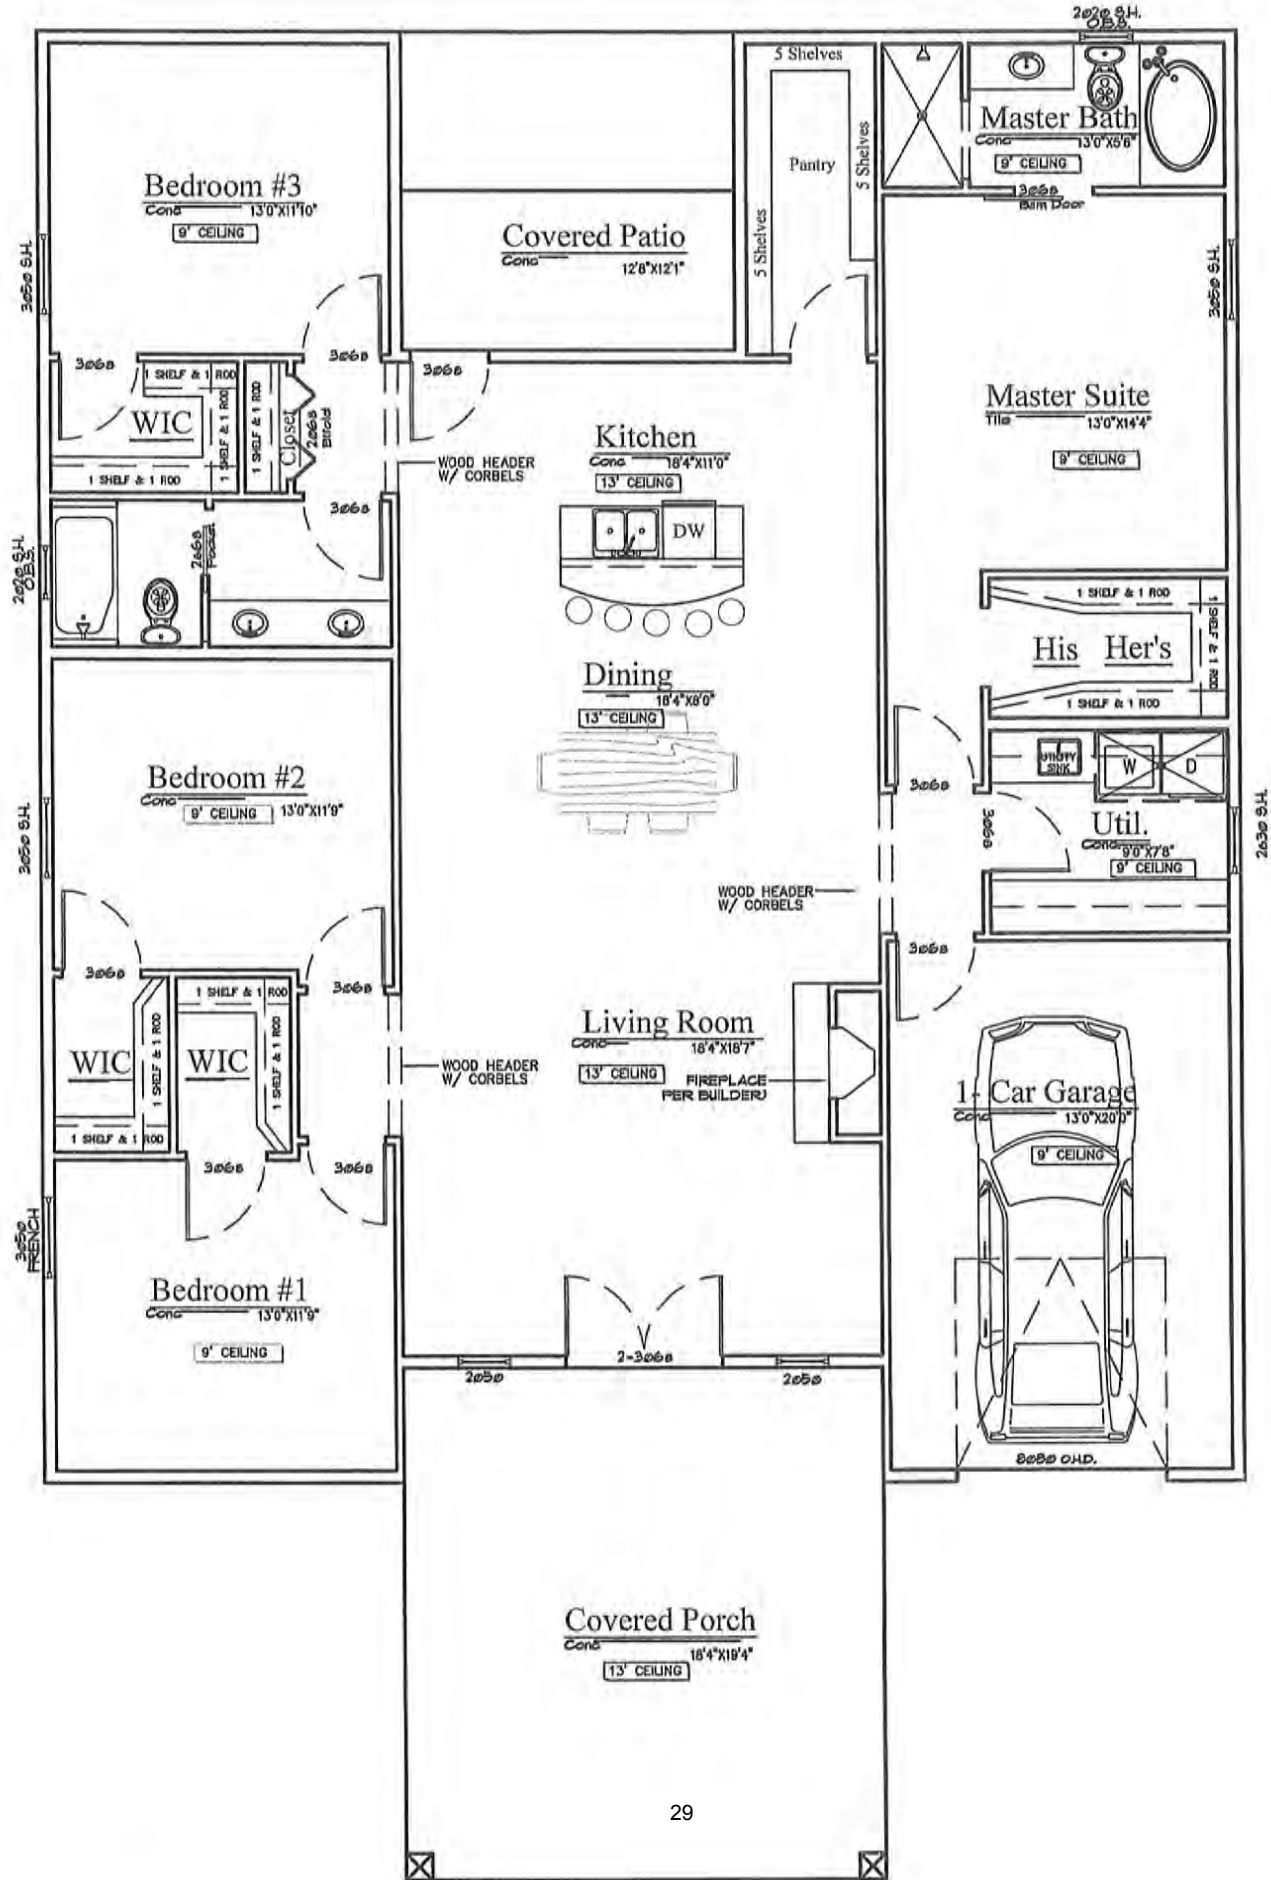 2020 S.H.
O.B.S.
5 Shelves
5 Shelves
5 Shelves
Pantry
Master Bath
Conc 13'0"X5'6"
9' CEILING
3068
Barn Door
Bedroom #3
Conc 13'0"X11'10"
9' CEILING
3050 S.H.
Covered Patio
Conc 12'8"X12'1"
3050 S.H.
3068
3068
3068
1 SHELF & 1 ROD
1 SHELF & 1 ROD
1 SHELF & 1 ROD
WIC
1 SHELF & 1 ROD
Closet
2068
Bifold
Master Suite
Tile 13'0"X14'4"
9' CEILING
Kitchen
Conc 18'4"X11'0"
13' CEILING
WOOD HEADER
W/ CORBELS
3068
DW
2020 S.H.
O.B.S.
2668
Pocket
1 SHELF & 1 ROD
1 SHELF & 1 ROD
His Her's
1 SHELF & 1 ROD
Dining
18'4"X8'0"
13' CEILING
UTILITY
SINK
W
D
3068
3068
Util.
Conc 9'0"X7'8"
9' CEILING
2630 S.H.
Bedroom #2
Conc 13'0"X11'9"
9' CEILING
3050 S.H.
WOOD HEADER
W/ CORBELS
3068
3068
3068
1 SHELF & 1 ROD
1 SHELF & 1 ROD
1 SHELF & 1 ROD
WIC
WIC
1 SHELF & 1 ROD
WOOD HEADER
W/ CORBELS
Living Room
Conc 18'4"X18'7"
13' CEILING
FIREPLACE
PER BUILDER
1- Car Garage
Conc 13'0"X20'0"
9' CEILING
3068
3068
3050
FRENCH
Bedroom #1
Conc 13'0"X11'9"
9' CEILING
2-3068
2050
2050
8080 O.H.D.
Covered Porch
Conc 18'4"X19'4"
13' CEILING
29